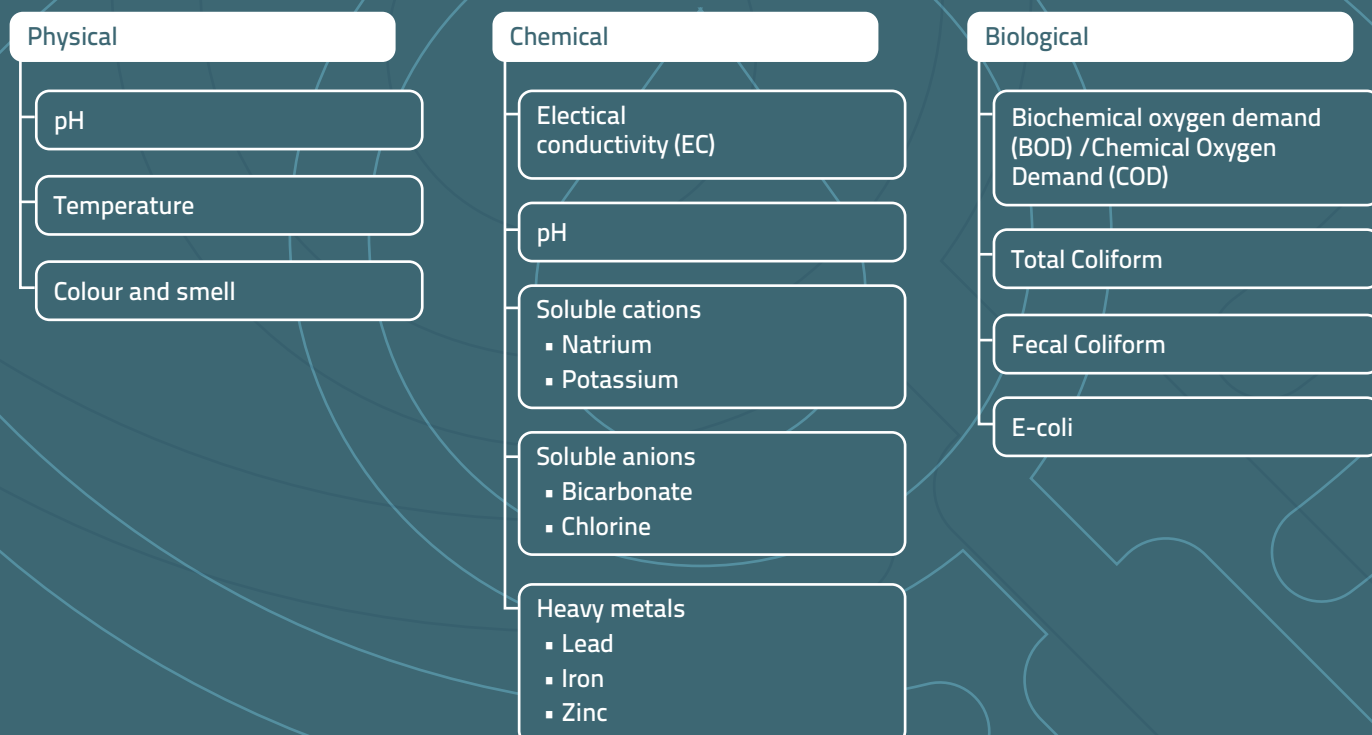 Physical
pH
Temperature
Colour and smell
Chemical
Electical
conductivity (EC)
pH
Soluble cations
▪ Natrium
▪ Potassium
Soluble anions
▪ Bicarbonate
▪ Chlorine
Heavy metals
▪ Lead
▪ Iron
▪ Zinc
Biological
Biochemical oxygen demand
(BOD) /Chemical Oxygen
Demand (COD)
Total Coliform
Fecal Coliform
E-coli